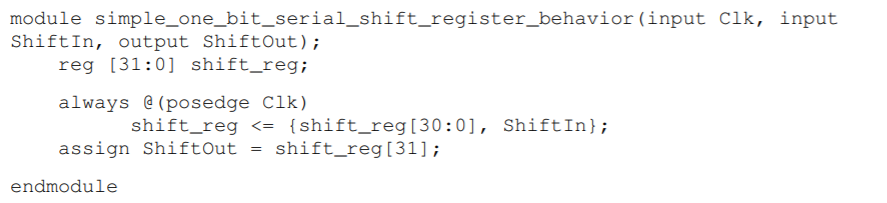 module simple_one_bit_serial_shift_register_behavior(input Clk, input
ShiftIn, output ShiftOut);
reg [31:0] shift_reg;
always @(posedge Clk)
shift_reg <= {shift_reg[30:0], ShiftIn};
assign ShiftOut = shift_reg[31];
endmodule